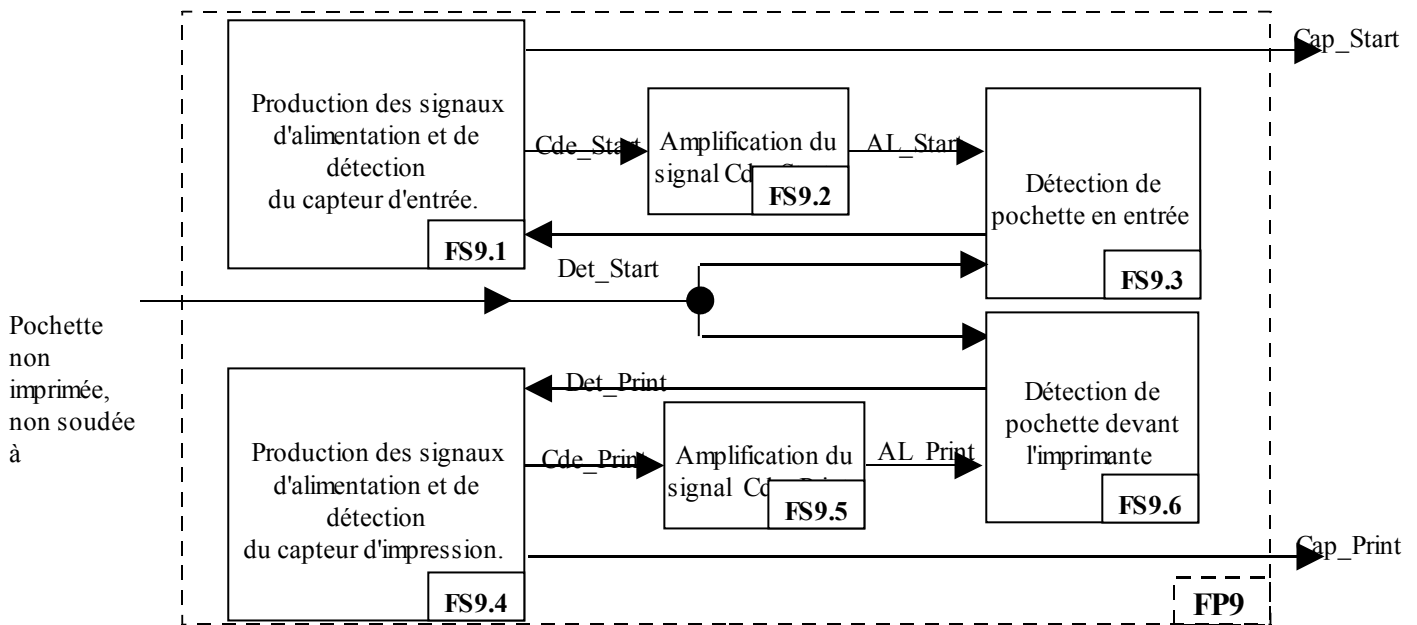 Cap_Start
Production des signaux
d'alimentation et de
détection
du capteur d'entrée.
FS9.1
Cde_Start
Amplification du
signal
FS9.2
AL_Start
Détection de
pochette en entrée
FS9.3
Det_Start
Pochette
non
imprimée,
non soudée
à
Det_Print
Production des signaux
d'alimentation et de
détection
du capteur d'impression.
FS9.4
Cde_Print
Amplification du
signal
FS9.5
AL_Print
Détection de
pochette devant
l'imprimante
FS9.6
Cap_Print
FP9